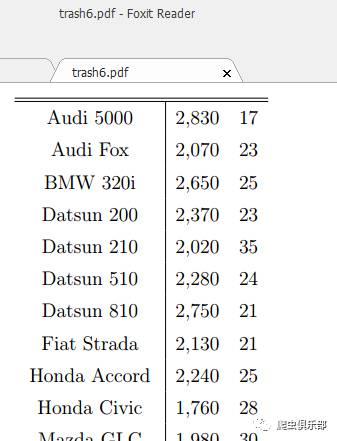 trash6.pdf - Foxit Reader
trash6.pdf ×
Audi 5000 2,830 17
Audi Fox 2,070 23
BMW 320i 2,650 25
Datsun 200 2,370 23
Datsun 210 2,020 35
Datsun 510 2,280 24
Datsun 810 2,750 21
Fiat Strada 2,130 21
Honda Accord 2,240 25
Honda Civic 1,760 28
Mazda GLC 1,980 30
爬虫俱乐部